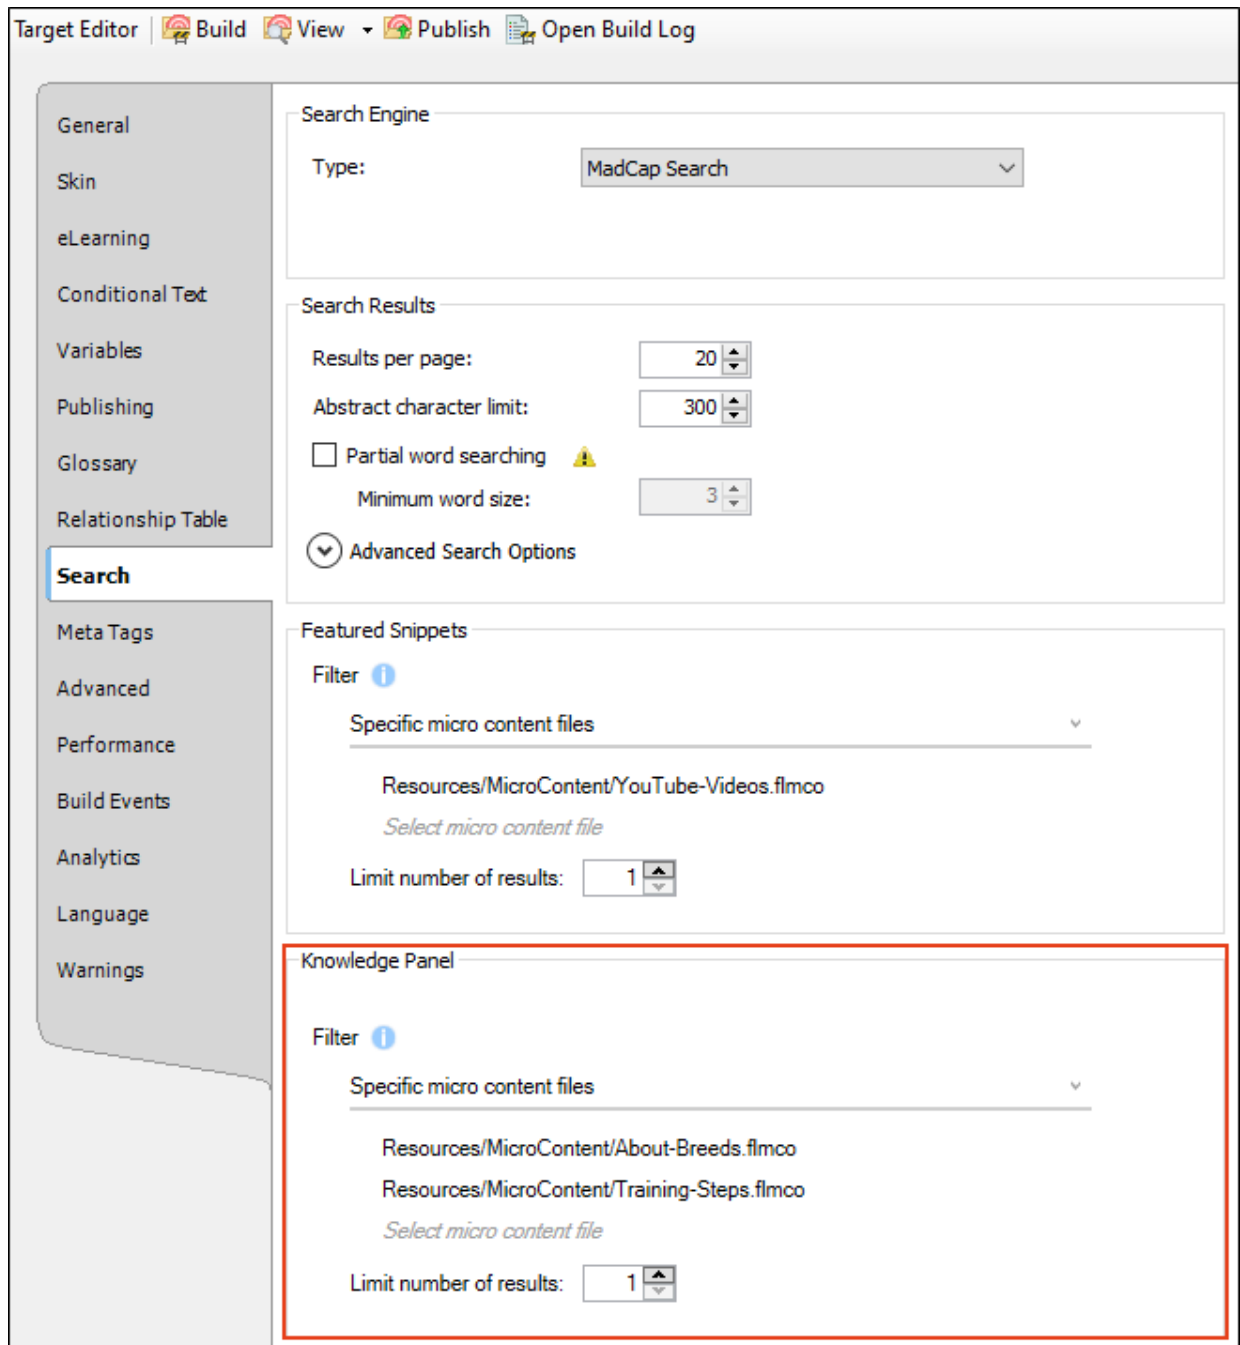 Target Editor Build View Publish Open Build Log
General
Skin
eLearning
Conditional Text
Variables
Publishing
Glossary
Relationship Table
Search
Meta Tags
Advanced
Performance
Build Events
Analytics
Language
Warnings
Search Engine
Type: MadCap Search
Search Results
Results per page: 20
Abstract character limit: 300
Partial word searching
Minimum word size: 3
Advanced Search Options
Featured Snippets
Filter
Specific micro content files
Resources/MicroContent/YouTube-Videos.flmco
Select micro content file
Limit number of results: 1
Knowledge Panel
Filter
Specific micro content files
Resources/MicroContent/About-Breeds.flmco
Resources/MicroContent/Training-Steps.flmco
Select micro content file
Limit number of results: 1